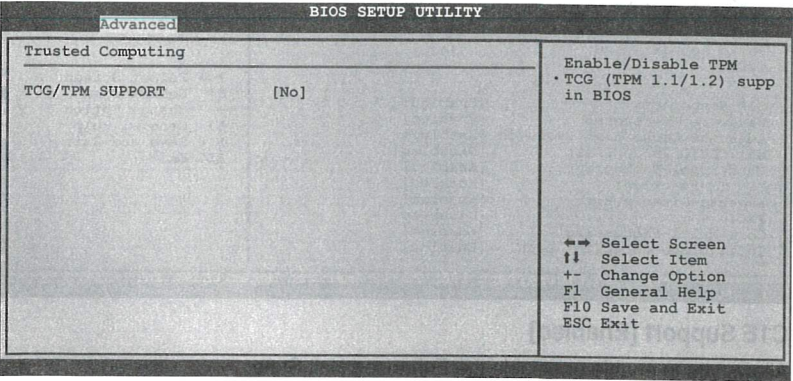 BIOS SETUP UTILITY
Advanced
Trusted Computing
TCG/TPM SUPPORT [No]
Enable/Disable TPM
TCG (TPM 1.1/1.2) supp
in BIOS
←→ Select Screen
↑↓ Select Item
+- Change Option
F1 General Help
F10 Save and Exit
ESC Exit